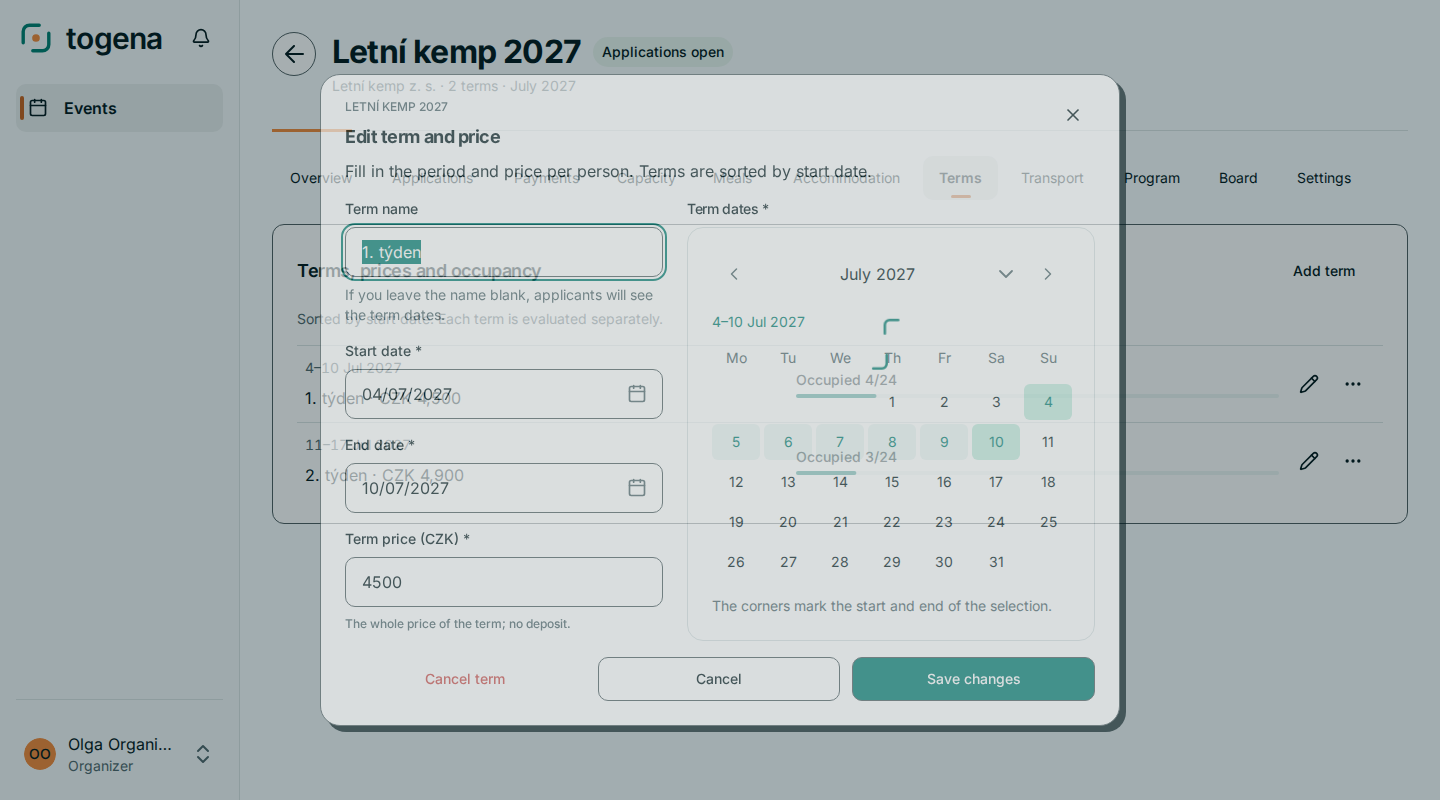 togena
Letní kemp 2027
Applications open
Letní kemp z. s. · 2 terms · July 2027
Events
LETNÍ KEMP 2027
Edit term and price
Fill in the period and price per person. Terms are sorted by start date.
Overview
Applications
Payments
Capacity
Meals
Accommodation
Terms
Transport
Program
Board
Settings
Term name
Term dates *
1. týden
July 2027
Terms, prices and occupancy
Add term
If you leave the name blank, applicants will see
the term dates.
Sorted by start date. Each term is evaluated separately.
4–10 Jul 2027
Start date *
Mo Tu We Th Fr Sa Su
4–10 Jul 2027
Occupied 4/24
04/07/2027
1. týden · CZK 4,500
1 2 3 4
End date *
11–17 Jul 2027
5 6 7 8 9 10 11
Occupied 3/24
2. týden · CZK 4,900
10/07/2027
12 13 14 15 16 17 18
19 20 21 22 23 24 25
Term price (CZK) *
26 27 28 29 30 31
4500
The corners mark the start and end of the selection.
The whole price of the term; no deposit.
Cancel term
Cancel
Save changes
OO
Olga Organi...
Organizer